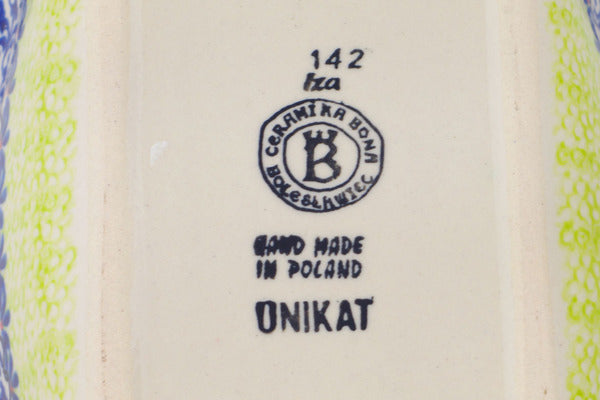 142
Iza
CERAMIKA BONA
B
BOLESŁAWIEC
HAND MADE
IN POLAND
UNIKAT